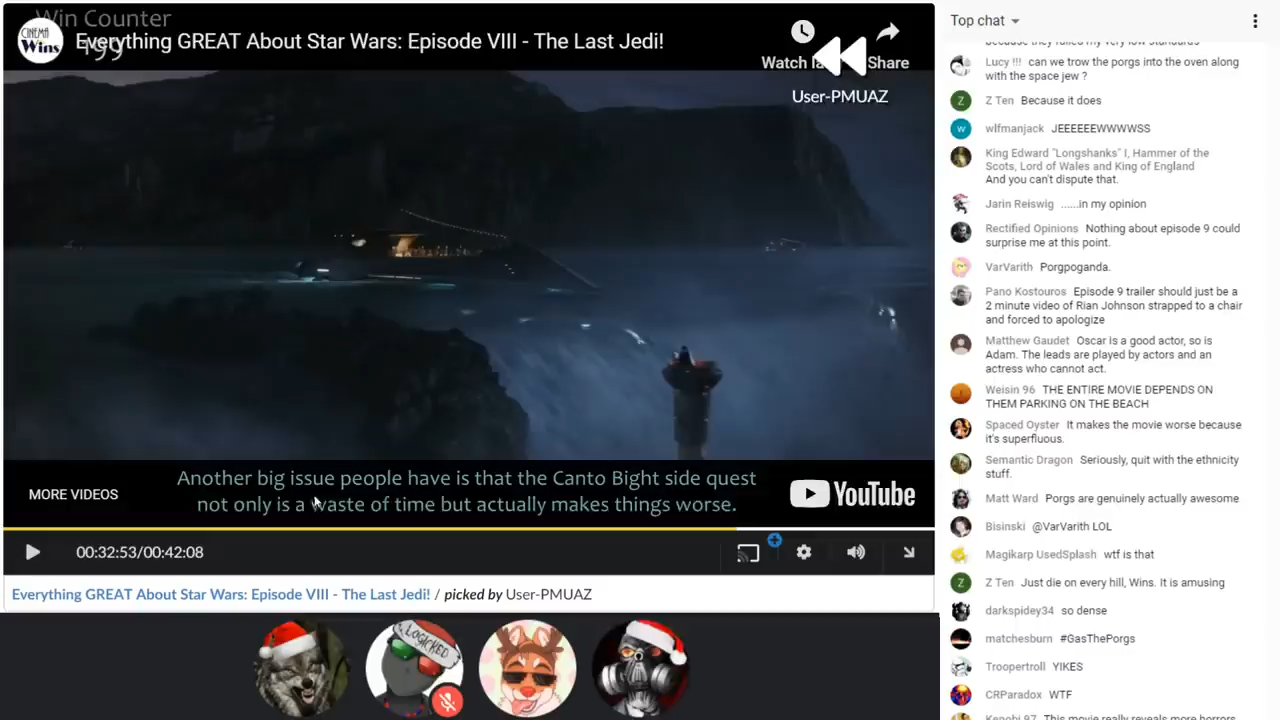 Win Counter
199
CINEMA
Wins
Everything GREAT About Star Wars: Episode VIII - The Last Jedi!
Watch la
Share
User-PMUAZ
Another big issue people have is that the Canto Bight side quest
not only is a waste of time but actually makes things worse.
MORE VIDEOS
YouTube
00:32:53/00:42:08
Everything GREAT About Star Wars: Episode VIII - The Last Jedi! / picked by User-PMUAZ
LOGICKED
Top chat
because they failed my very low standards
Lucy !!! can we trow the porgs into the oven along
with the space jew ?
Z Ten Because it does
wlfmanjack JEEEEEEWWWWSS
King Edward "Longshanks" I, Hammer of the
Scots, Lord of Wales and King of England
And you can't dispute that.
Jarin Reiswig ......in my opinion
Rectified Opinions Nothing about episode 9 could
surprise me at this point.
VarVarith Porgpoganda.
Pano Kostouros Episode 9 trailer should just be a
2 minute video of Rian Johnson strapped to a chair
and forced to apologize
Matthew Gaudet Oscar is a good actor, so is
Adam. The leads are played by actors and an
actress who cannot act.
Weisin 96 THE ENTIRE MOVIE DEPENDS ON
THEM PARKING ON THE BEACH
Spaced Oyster It makes the movie worse because
it's superfluous.
Semantic Dragon Seriously, quit with the ethnicity
stuff.
Matt Ward Porgs are genuinely actually awesome
Bisinski @VarVarith LOL
Magikarp UsedSplash wtf is that
Z Ten Just die on every hill, Wins. It is amusing
darkspidey34 so dense
matchesburn #GasThePorgs
Troopertroll YIKES
CRParadox WTF
Kenobi 97 This movie really reveals more horrors